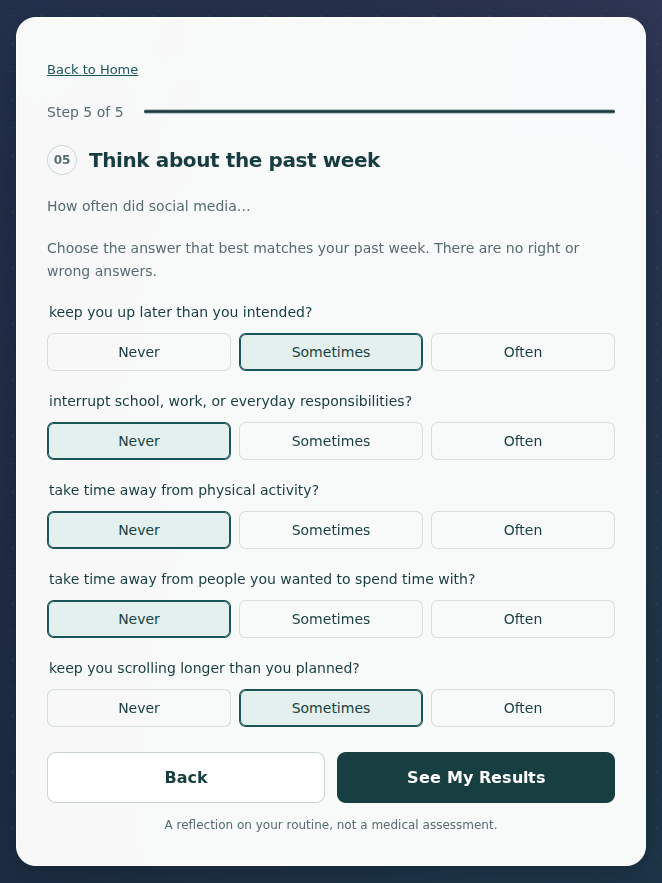 Back to Home
Step 5 of 5
05 Think about the past week
How often did social media...
Choose the answer that best matches your past week. There are no right or
wrong answers.
keep you up later than you intended?
Never Sometimes Often
interrupt school, work, or everyday responsibilities?
Never Sometimes Often
take time away from physical activity?
Never Sometimes Often
take time away from people you wanted to spend time with?
Never Sometimes Often
keep you scrolling longer than you planned?
Never Sometimes Often
Back See My Results
A reflection on your routine, not a medical assessment.